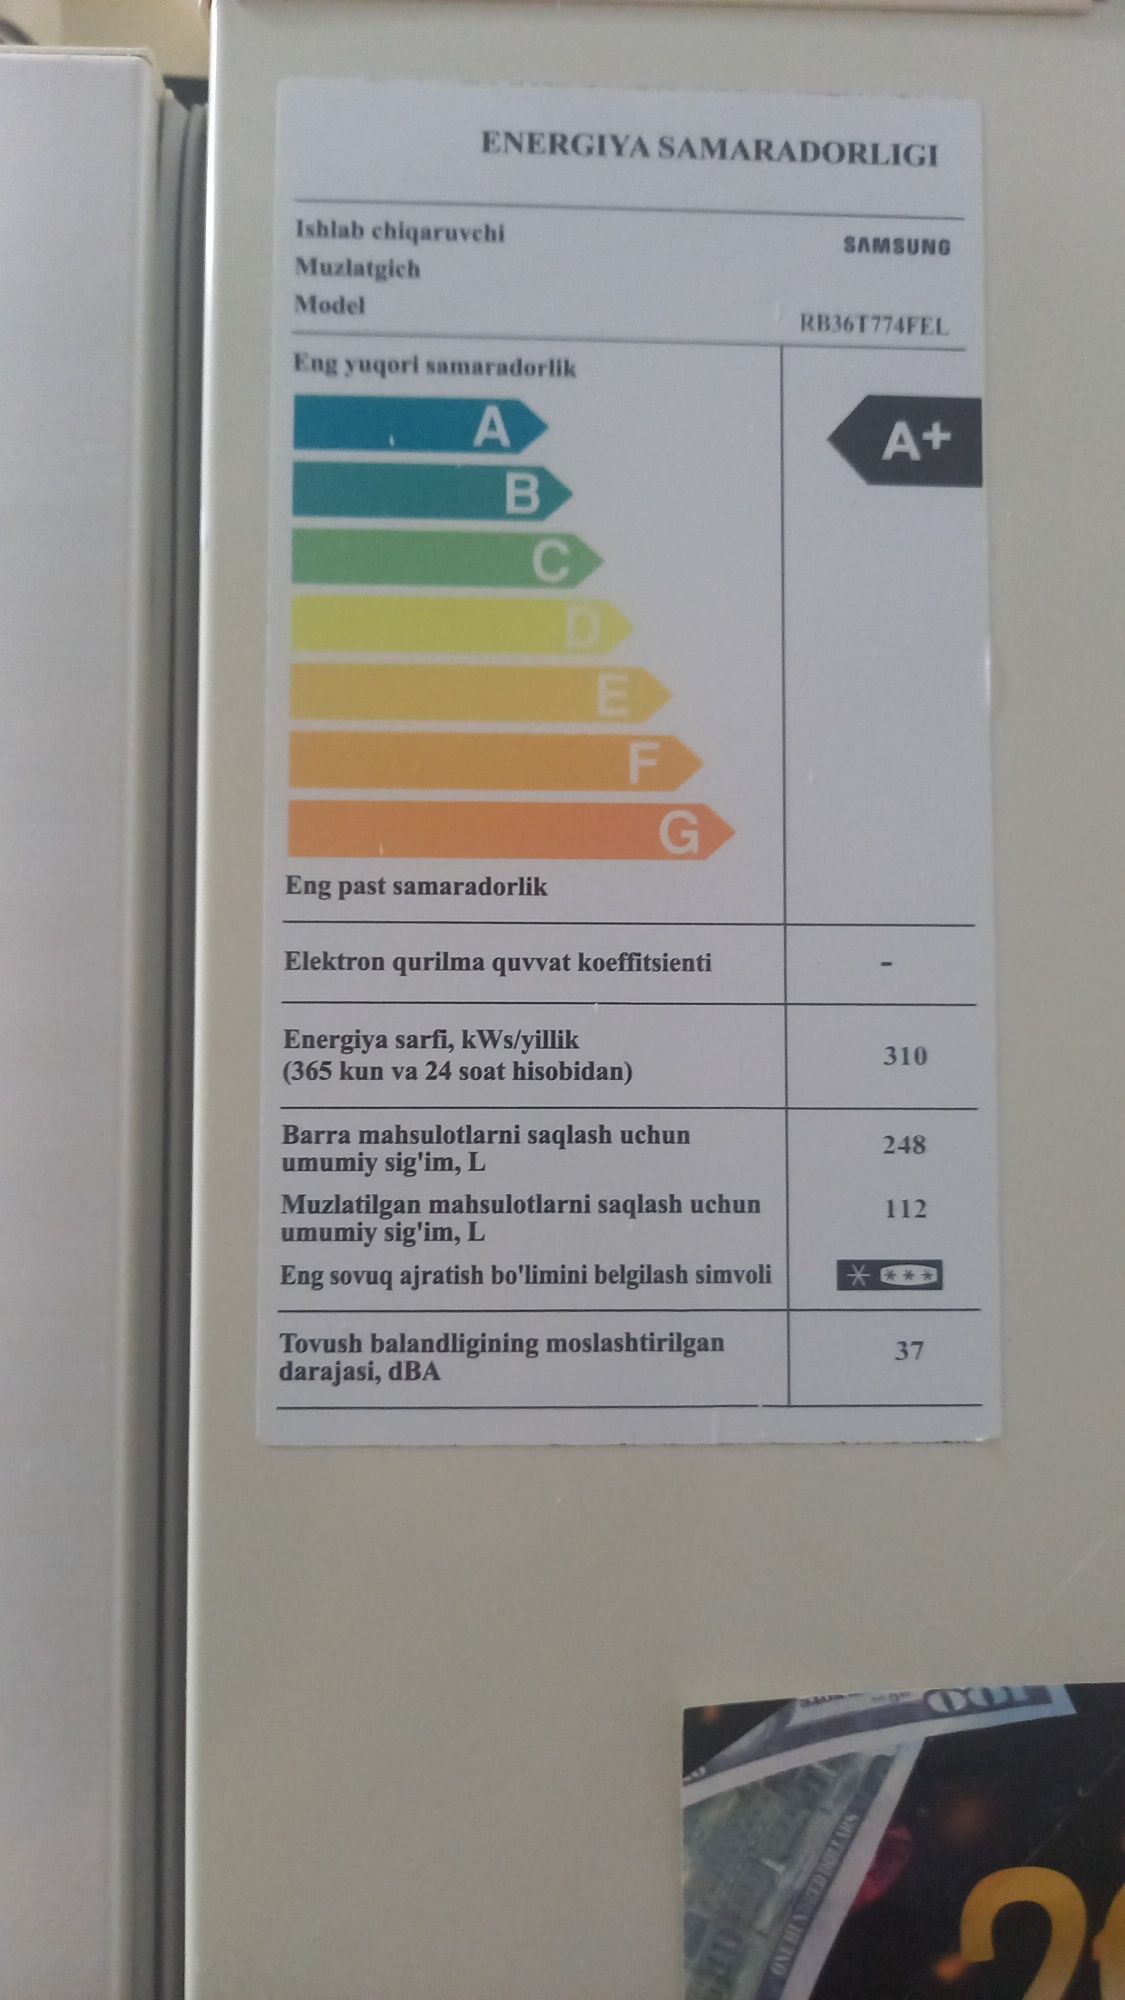 ENERGIYA SAMARADORLIGI
Ishlab chiqaruvchi SAMSUNG
Muzlatgich
Model RB36T774FEL
Eng yuqori samaradorlik
A A+
B
C
D
E
F
G
Eng past samaradorlik
Elektron qurilma quvvat koeffitsienti -
Energiya sarfi, kWs/yillik
(365 kun va 24 soat hisobidan) 310
Barra mahsulotlarni saqlash uchun
umumiy sig'im, L 248
Muzlatilgan mahsulotlarni saqlash uchun
umumiy sig'im, L 112
Eng sovuq ajratish bo'limini belgilash simvoli
Tovush balandligining moslashtirilgan
darajasi, dBA 37
100